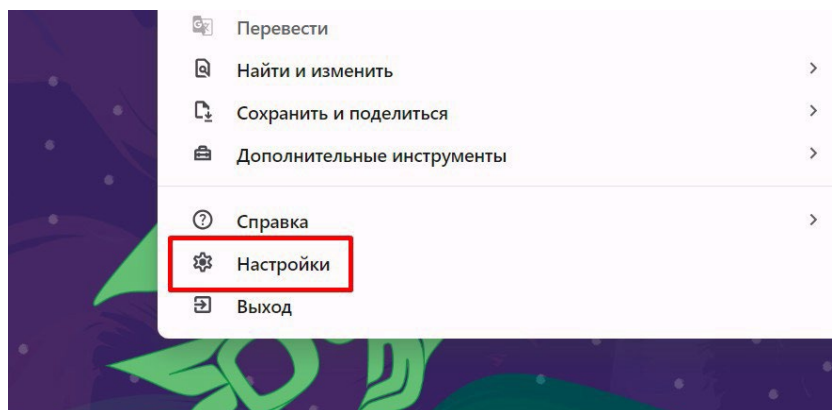 Перевести
Найти и изменить
Сохранить и поделиться
Дополнительные инструменты
Справка
Настройки
Выход